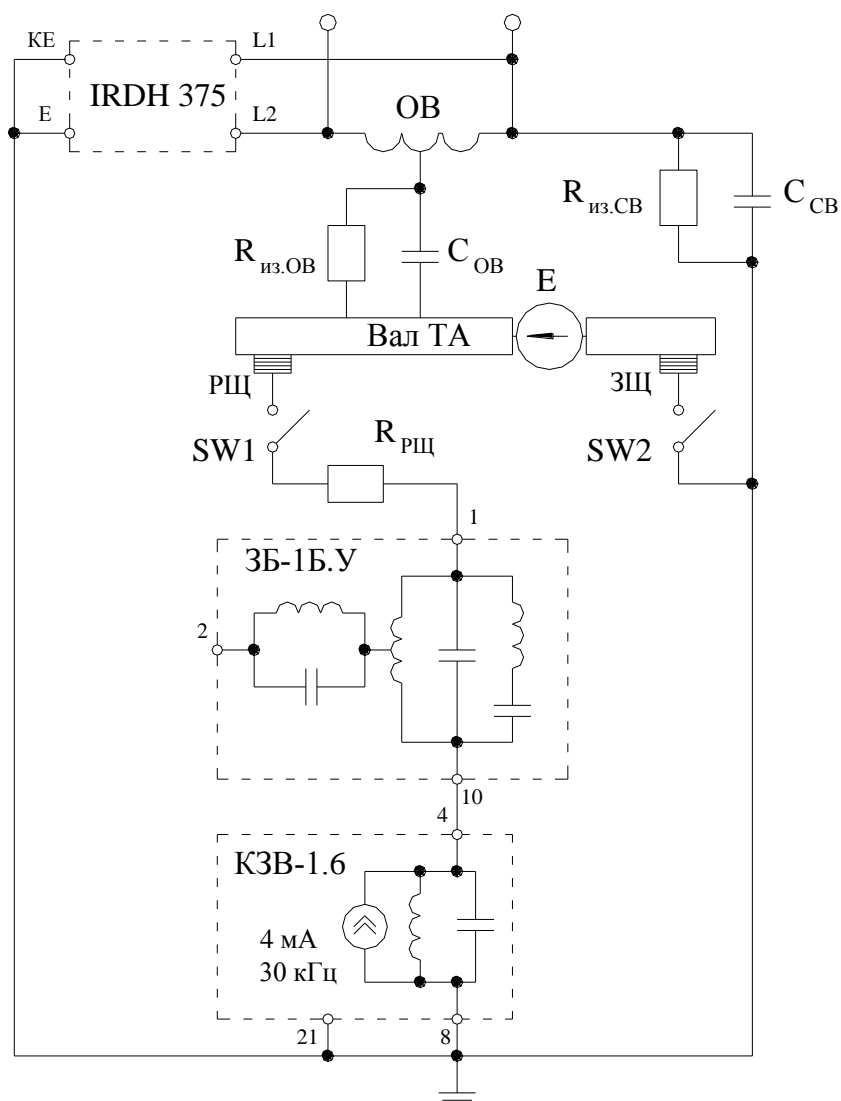 КЕ
L1
IRDH 375
Е
L2
ОВ
R из.СВ
С СВ
R из.ОВ
С ОВ
Е
Вал ТА
РЩ
ЗЩ
SW1
R РЩ
SW2
1
ЗБ-1Б.У
2
10
4
КЗВ-1.6
4 мА
30 кГц
21
8